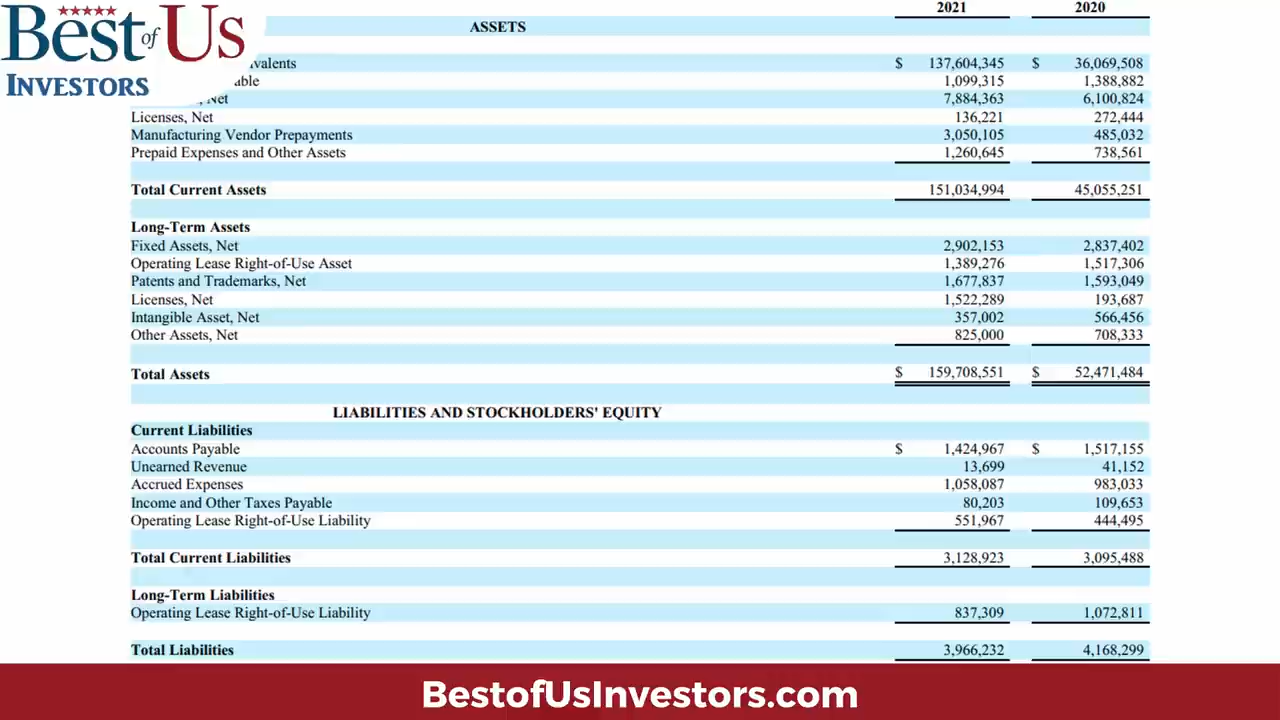 ★★★★★
Best of Us
INVESTORS
2021 2020
ASSETS
valents $ 137,604,345 $ 36,069,508
able 1,099,315 1,388,882
, Net 7,884,363 6,100,824
Licenses, Net 136,221 272,444
Manufacturing Vendor Prepayments 3,050,105 485,032
Prepaid Expenses and Other Assets 1,260,645 738,561
Total Current Assets 151,034,994 45,055,251
Long-Term Assets
Fixed Assets, Net 2,902,153 2,837,402
Operating Lease Right-of-Use Asset 1,389,276 1,517,306
Patents and Trademarks, Net 1,677,837 1,593,049
Licenses, Net 1,522,289 193,687
Intangible Asset, Net 357,002 566,456
Other Assets, Net 825,000 708,333
Total Assets $ 159,708,551 $ 52,471,484
LIABILITIES AND STOCKHOLDERS' EQUITY
Current Liabilities
Accounts Payable $ 1,424,967 $ 1,517,155
Unearned Revenue 13,699 41,152
Accrued Expenses 1,058,087 983,033
Income and Other Taxes Payable 80,203 109,653
Operating Lease Right-of-Use Liability 551,967 444,495
Total Current Liabilities 3,128,923 3,095,488
Long-Term Liabilities
Operating Lease Right-of-Use Liability 837,309 1,072,811
Total Liabilities 3,966,232 4,168,299
BestofUsInvestors.com